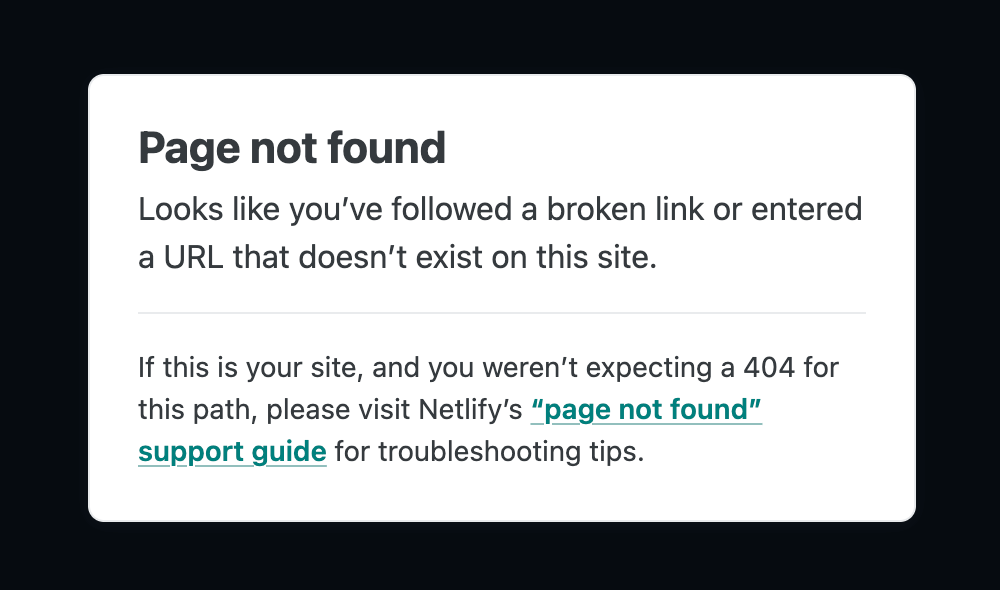 Page not found
Looks like you’ve followed a broken link or entered
a URL that doesn’t exist on this site.
If this is your site, and you weren’t expecting a 404 for
this path, please visit Netlify’s “page not found”
support guide for troubleshooting tips.